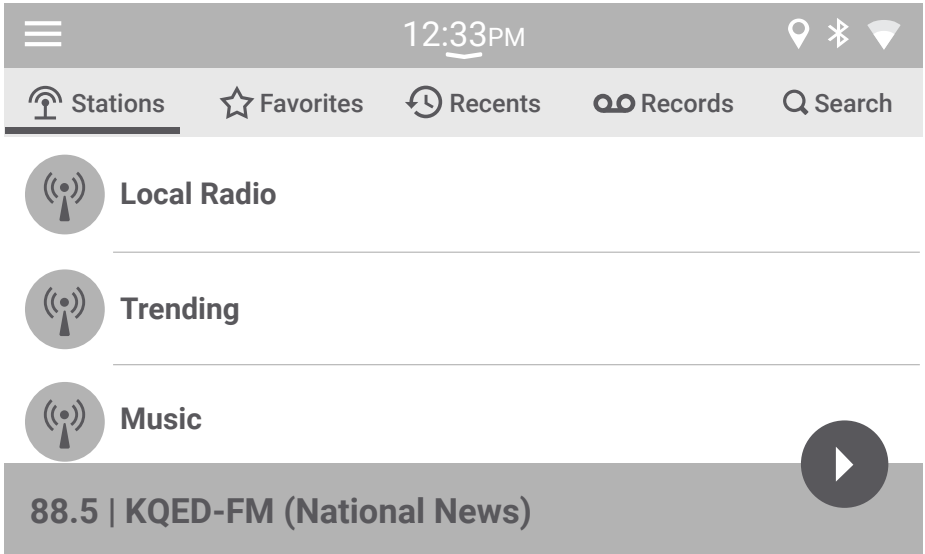 12:33PM
Stations Favorites Recents Records Search
Local Radio
Trending
Music
88.5 | KQED-FM (National News)